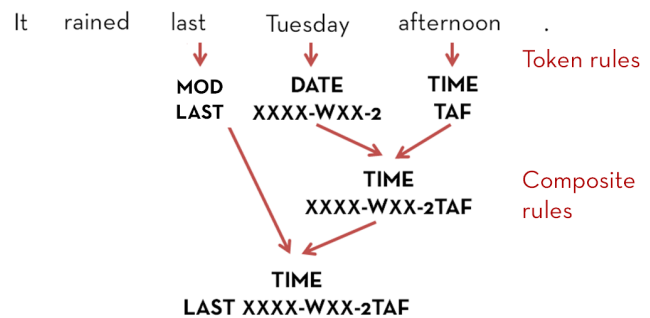 It rained last Tuesday afternoon .
Token rules
MOD DATE TIME
LAST XXXX-WXX-2 TAF
TIME
XXXX-WXX-2TAF
Composite
rules
TIME
LAST XXXX-WXX-2TAF